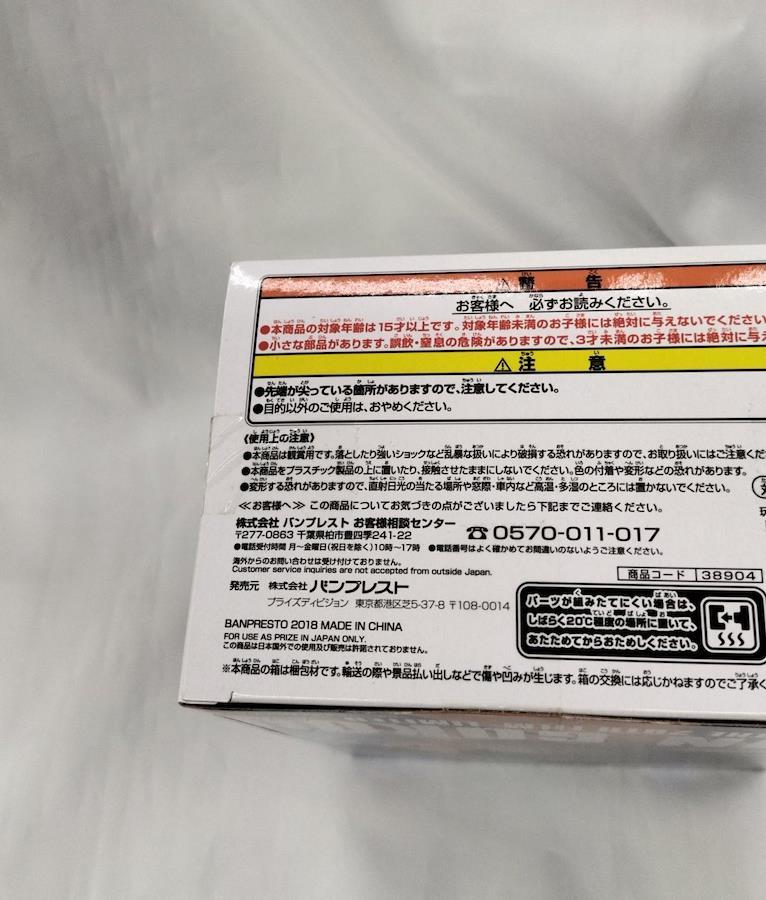 ⚠警告
お客様へ 必ずお読みください。
●本商品の対象年齢は15才以上です。対象年齢未満のお子様には絶対に与えないでください
●小さな部品があります。誤飲・窒息の危険がありますので、3才未満のお子様には絶対に与え
⚠注意
●先端が尖っている箇所がありますので、注意してください。
●目的以外のご使用は、おやめください。
《使用上の注意》
●本商品は観賞用です。落としたり強いショックなど乱暴な扱いにより破損する恐れがありますので、お取り扱いにはご注意くだ
●本商品をプラスチック製品の上に置いたり、接触させたままにしないでください。色の付着や変形などの恐れがあります。
●変形する恐れがありますので、直射日光の当たる場所や窓際・車内など高温・多湿のところには置かないでください。
≪お客様へ≫ この商品についてお気づきの点がございましたら下記までご連絡ください。
株式会社 バンプレスト お客様相談センター
〒277-0863 千葉県柏市豊四季241-22
☎0570-011-017
●電話受付時間 月〜金曜日(祝日を除く)10時〜17時 ●電話番号はよく確かめてお間違いのないようご注意ください。
海外からのお問い合わせは受け付けておりません。
Customer service inquiries are not accepted from outside Japan.
商品コード 38904
発売元 株式会社 バンプレスト
プライズディビジョン 東京都港区芝5-37-8 〒108-0014
パーツが組みたてにくい場合は、
しばらく20℃程度の場所に置いて、
あたためてからおためしください。
BANPRESTO 2018 MADE IN CHINA
FOR USE AS PRIZE IN JAPAN ONLY.
この商品は日本国外での使用及び販売は許諾されておりません。
※本商品の箱は梱包材です。輸送の際や景品払い出しなどで傷や凹みが生じます。箱の交換には応じかねますのでご了承く